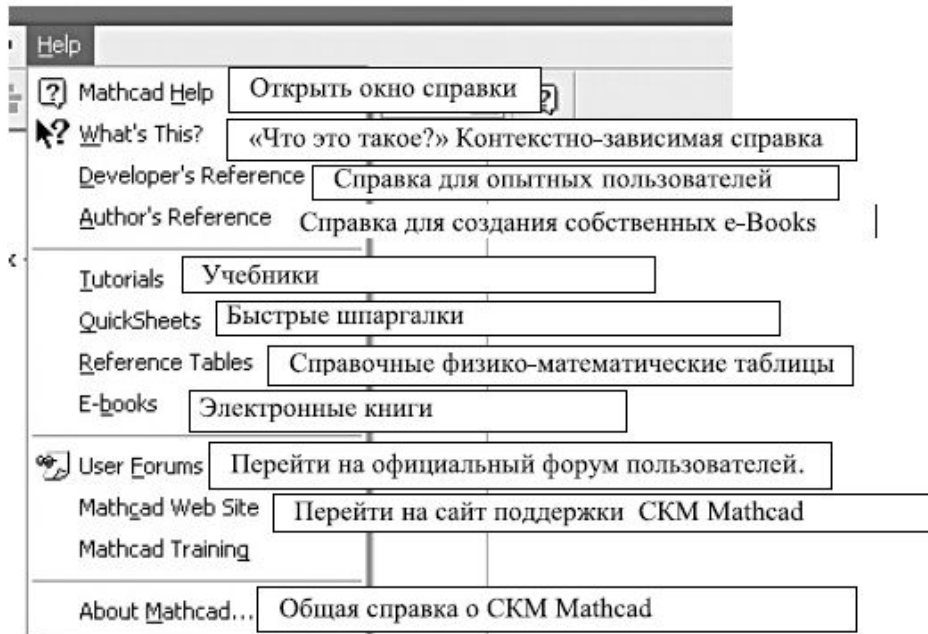 Help
Mathcad Help Открыть окно справки
What's This? «Что это такое?» Контекстно-зависимая справка
Developer's Reference Справка для опытных пользователей
Author's Reference Справка для создания собственных e-Books
Tutorials Учебники
QuickSheets Быстрые шпаргалки
Reference Tables Справочные физико-математические таблицы
E-books Электронные книги
User Forums Перейти на официальный форум пользователей.
Mathcad Web Site Перейти на сайт поддержки СКМ Mathcad
Mathcad Training
About Mathcad... Общая справка о СКМ Mathcad